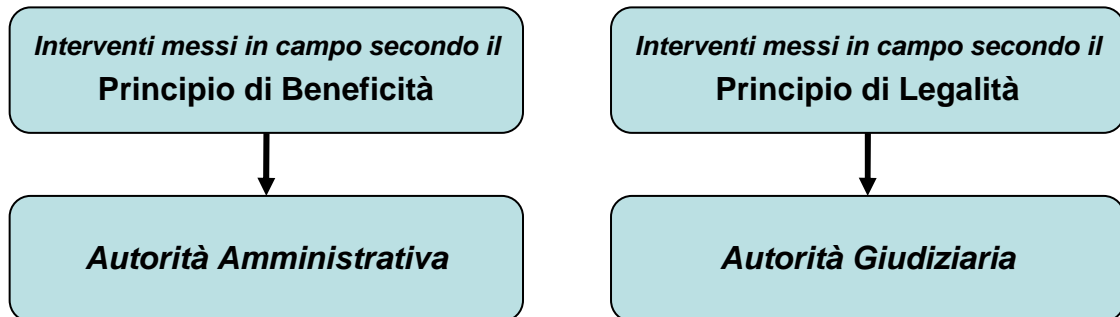 Interventi messi in campo secondo il
Principio di Beneficità
Autorità Amministrativa
Interventi messi in campo secondo il
Principio di Legalità
Autorità Giudiziaria